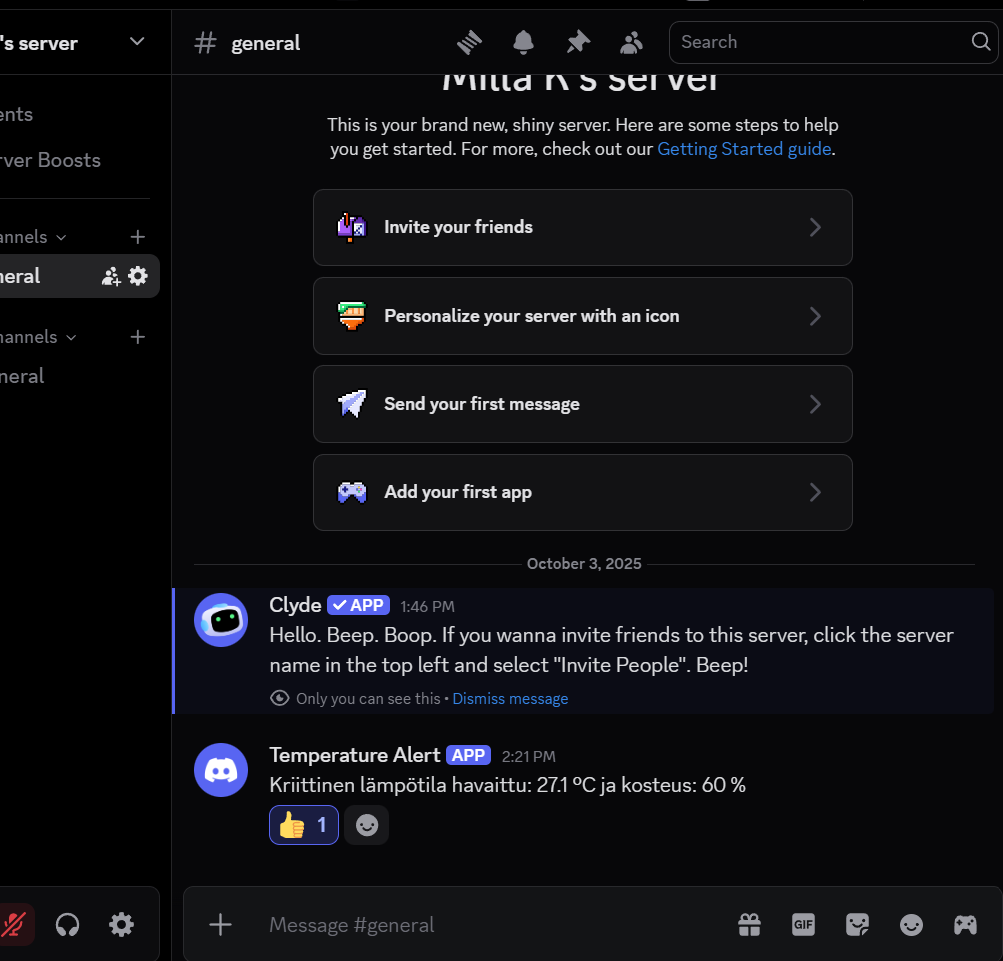 's server
general
Search
ents
rver Boosts
annels
neral
hannels
neral
Milla K's server
This is your brand new, shiny server. Here are some steps to help
you get started. For more, check out our Getting Started guide.
Invite your friends
Personalize your server with an icon
Send your first message
Add your first app
October 3, 2025
Clyde APP 1:46 PM
Hello. Beep. Boop. If you wanna invite friends to this server, click the server
name in the top left and select "Invite People". Beep!
Only you can see this • Dismiss message
Temperature Alert APP 2:21 PM
Kriittinen lämpötila havaittu: 27.1 ºC ja kosteus: 60 %
1
Message #general
GIF